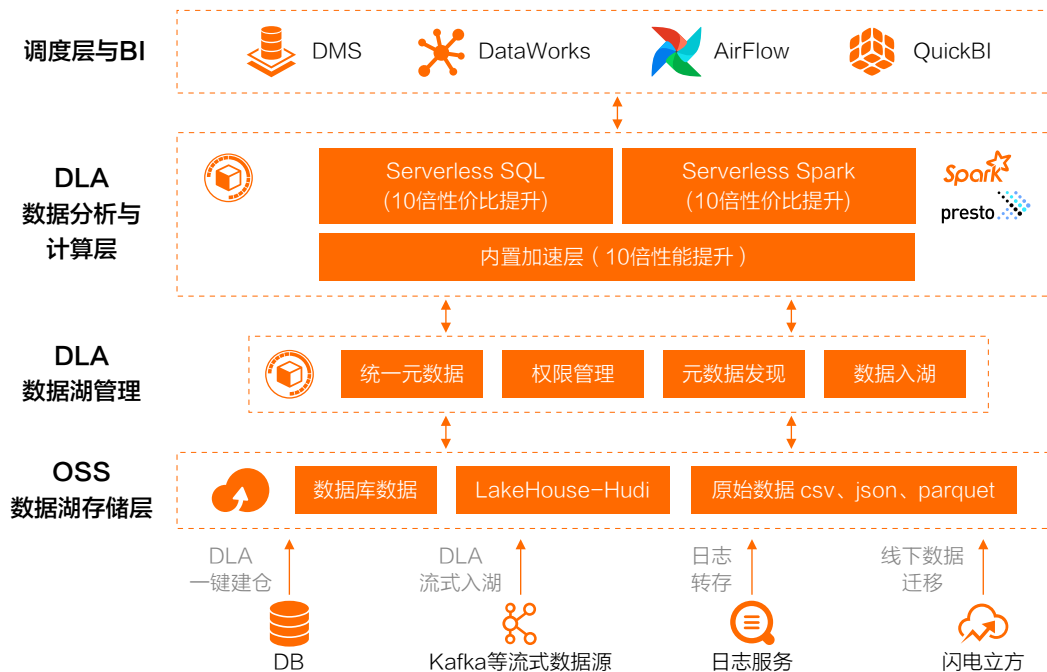 调度层与BI
DMS
DataWorks
AirFlow
QuickBI
DLA
数据分析与
计算层
Serverless SQL
(10倍性价比提升)
Serverless Spark
(10倍性价比提升)
Spark
presto
内置加速层（10倍性能提升）
DLA
数据湖管理
统一元数据
权限管理
元数据发现
数据入湖
OSS
数据湖存储层
数据库数据
LakeHouse-Hudi
原始数据 csv、json、parquet
DLA
一键建仓
DLA
流式入湖
日志
转存
线下数据
迁移
DB
Kafka等流式数据源
日志服务
闪电立方